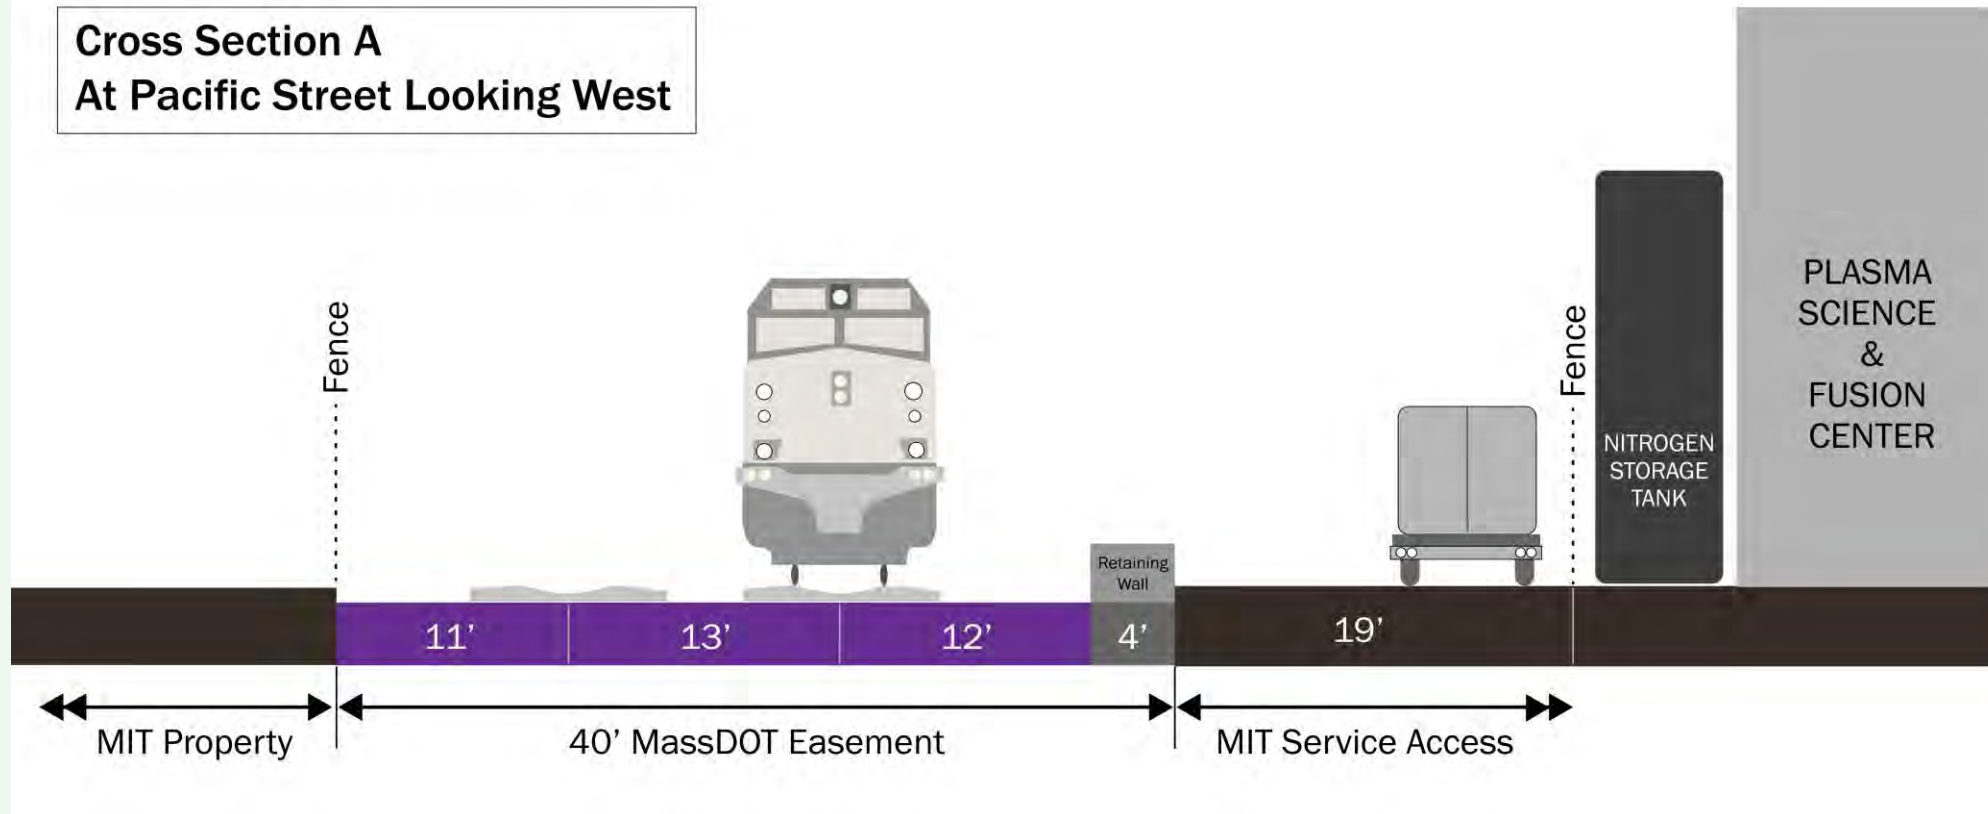 Cross Section A
At Pacific Street Looking West
Fence
Fence
PLASMA
SCIENCE
&
FUSION
CENTER
NITROGEN
STORAGE
TANK
Retaining
Wall
11’
13’
12’
4’
19’
MIT Property
40’ MassDOT Easement
MIT Service Access